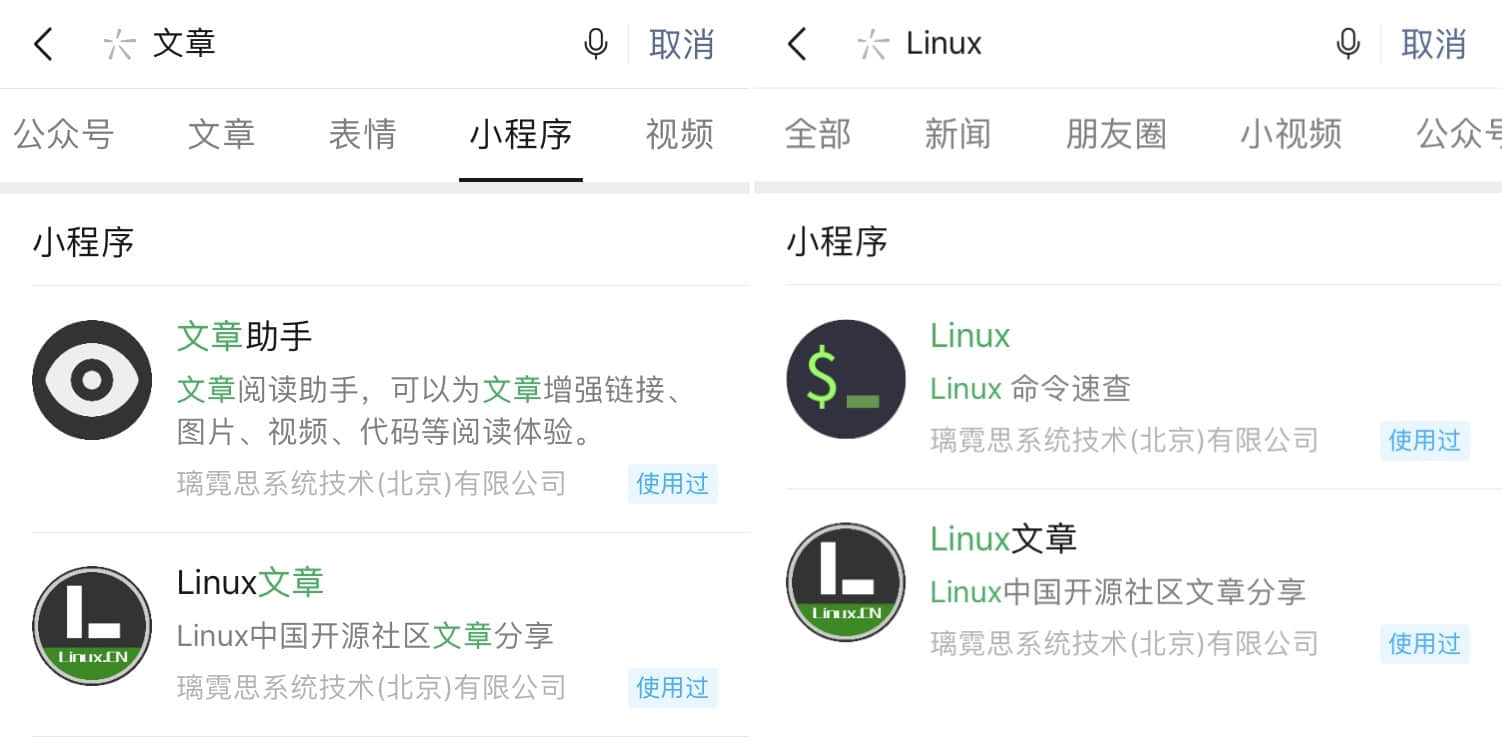 文章
取消
公众号 文章 表情 小程序 视频
小程序
文章助手
文章阅读助手，可以为文章增强链接、
图片、视频、代码等阅读体验。
璃霓思系统技术(北京)有限公司
使用过
Linux.CN
Linux文章
Linux中国开源社区文章分享
璃霓思系统技术(北京)有限公司
使用过
Linux
取消
全部 新闻 朋友圈 小视频 公众号
小程序
$_
Linux
Linux 命令速查
璃霓思系统技术(北京)有限公司
使用过
Linux.CN
Linux文章
Linux中国开源社区文章分享
璃霓思系统技术(北京)有限公司
使用过